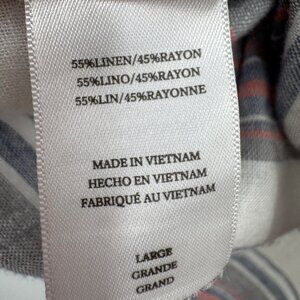 55%LINEN/45%RAYON
55%LINO/45%RAYON
55%LIN/45%RAYONNE
MADE IN VIETNAM
HECHO EN VIETNAM
FABRIQUÉ AU VIETNAM
LARGE
GRANDE
GRAND